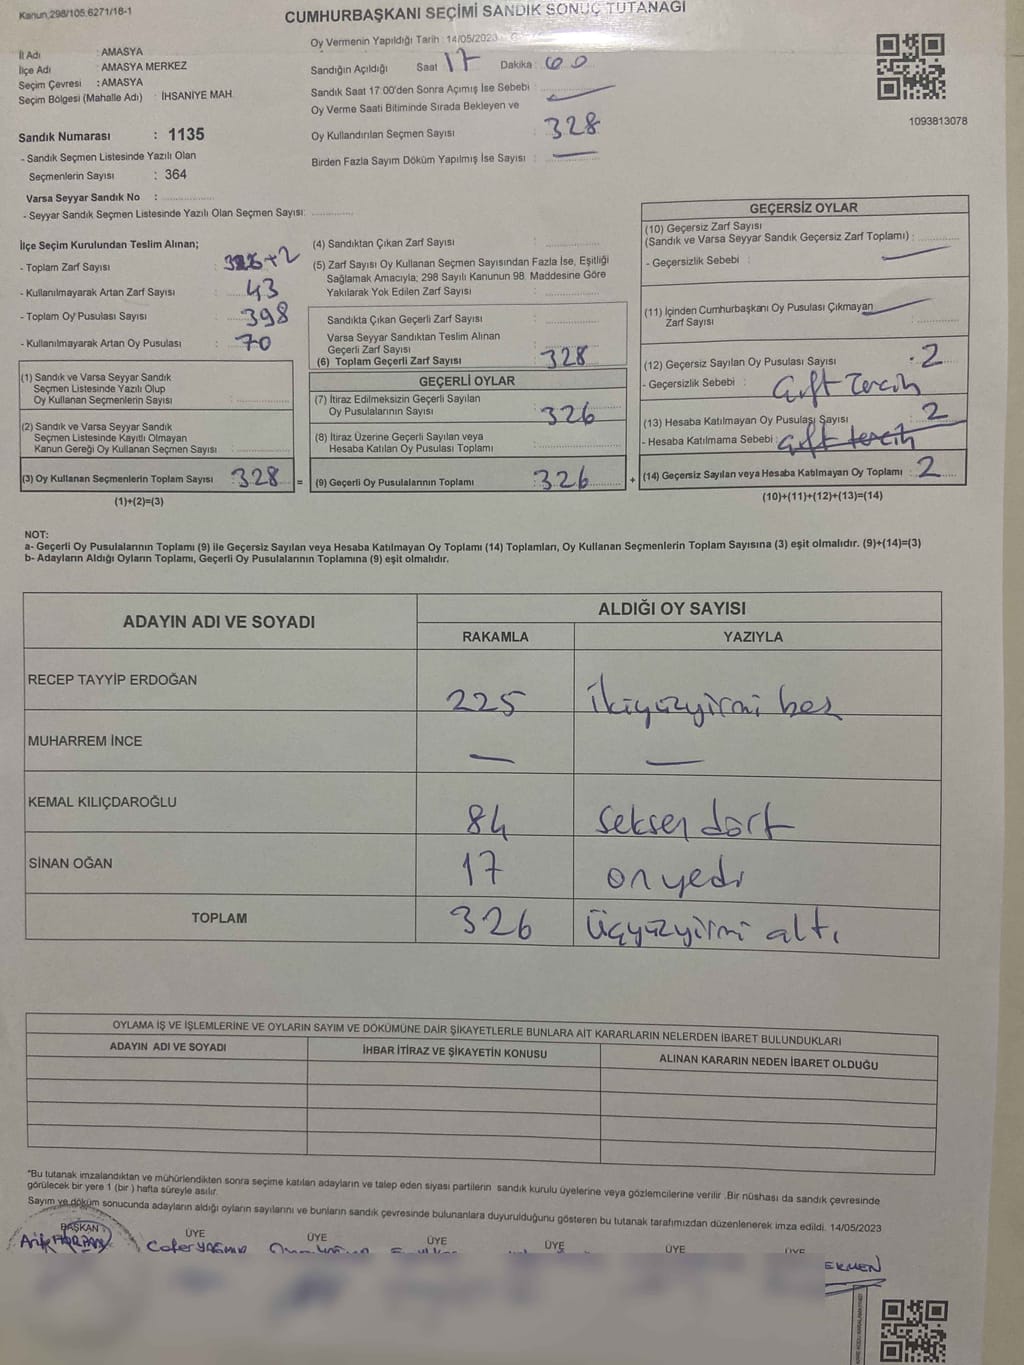 Kanun 298/105.6271/18-1
CUMHURBAŞKANI SEÇİMİ SANDIK SONUÇ TUTANAĞI
İl Adı : AMASYA
İlçe Adı : AMASYA MERKEZ
Seçim Çevresi : AMASYA
Seçim Bölgesi (Mahalle Adı) : İHSANİYE MAH.
Sandık Numarası : 1135
- Sandık Seçmen Listesinde Yazılı Olan
Seçmenlerin Sayısı : 364
Varsa Seyyar Sandık No :
- Seyyar Sandık Seçmen Listesinde Yazılı Olan Seçmen Sayısı:
Oy Vermenin Yapıldığı Tarih : 14/05/2023
Sandığın Açıldığı Saat 17 Dakika 00
Sandık Saat 17:00'den Sonra Açımış İse Sebebi :
Oy Verme Saati Bitiminde Sırada Bekleyen ve
Oy Kullandırılan Seçmen Sayısı : 328
Birden Fazla Sayım Döküm Yapılmış İse Sayısı :
1093813078
İlçe Seçim Kurulundan Teslim Alınan;
- Toplam Zarf Sayısı : +2
- Kullanılmayarak Artan Zarf Sayısı : 43
- Toplam Oy Pusulası Sayısı : 398
- Kullanılmayarak Artan Oy Pusulası : 70
(1) Sandık ve Varsa Seyyar Sandık
Seçmen Listesinde Yazılı Olup
Oy Kullanan Seçmenlerin Sayısı :
(2) Sandık ve Varsa Seyyar Sandık
Seçmen Listesinde Kayıtlı Olmayan
Kanun Gereği Oy Kullanan Seçmen Sayısı :
(3) Oy Kullanan Seçmenlerin Toplam Sayısı : 328 =
(1)+(2)=(3)
(4) Sandıktan Çıkan Zarf Sayısı :
(5) Zarf Sayısı Oy Kullanan Seçmen Sayısından Fazla İse, Eşitliği
Sağlamak Amacıyla; 298 Sayılı Kanunun 98. Maddesine Göre
Yakılarak Yok Edilen Zarf Sayısı :
Sandıkta Çıkan Geçerli Zarf Sayısı :
Varsa Seyyar Sandıktan Teslim Alınan
Geçerli Zarf Sayısı :
(6) Toplam Geçerli Zarf Sayısı : 328
GEÇERLİ OYLAR
(7) İtiraz Edilmeksizin Geçerli Sayılan
Oy Pusulalarının Sayısı : 326
(8) İtiraz Üzerine Geçerli Sayılan veya
Hesaba Katılan Oy Pusulası Toplamı :
(9) Geçerli Oy Pusulalarının Toplamı : 326 +
GEÇERSİZ OYLAR
(10) Geçersiz Zarf Sayısı
(Sandık ve Varsa Seyyar Sandık Geçersiz Zarf Toplamı) :
- Geçersizlik Sebebi :
(11) İçinden Cumhurbaşkanı Oy Pusulası Çıkmayan
Zarf Sayısı :
(12) Geçersiz Sayılan Oy Pusulası Sayısı : 2
- Geçersizlik Sebebi : Çift Tercih
(13) Hesaba Katılmayan Oy Pusulası Sayısı : 2
- Hesaba Katılmama Sebebi : çift tercih
(14) Geçersiz Sayılan veya Hesaba Katılmayan Oy Toplamı : 2
(10)+(11)+(12)+(13)=(14)
NOT:
a- Geçerli Oy Pusulalarının Toplamı (9) ile Geçersiz Sayılan veya Hesaba Katılmayan Oy Toplamı (14) Toplamları, Oy Kullanan Seçmenlerin Toplam Sayısına (3) eşit olmalıdır. (9)+(14)=(3)
b- Adayların Aldığı Oyların Toplamı, Geçerli Oy Pusulalarının Toplamına (9) eşit olmalıdır.
ADAYIN ADI VE SOYADI
ALDIĞI OY SAYISI
RAKAMLA YAZIYLA
RECEP TAYYİP ERDOĞAN 225 İkiyüzyirmi beş
MUHARREM İNCE — —
KEMAL KILIÇDAROĞLU 84 Seksen dört
SİNAN OĞAN 17 onyedi
TOPLAM 326 Üçyüzyirmi altı
OYLAMA İŞ VE İŞLEMLERİNE VE OYLARIN SAYIM VE DÖKÜMÜNE DAİR ŞİKAYETLERLE BUNLARA AİT KARARLARIN NELERDEN İBARET BULUNDUKLARI
ADAYIN ADI VE SOYADI İHBAR İTİRAZ VE ŞİKAYETİN KONUSU ALINAN KARARIN NEDEN İBARET OLDUĞU
"Bu tutanak imzalandıktan ve mühürlendikten sonra seçime katılan adayların ve talep eden siyasi partilerin sandık kurulu üyelerine veya gözlemcilerine verilir .Bir nüshası da sandık çevresinde
görülecek bir yere 1 (bir ) hafta süreyle asılır.
Sayım ve döküm sonucunda adayların aldığı oyların sayılarını ve bunların sandık çevresinde bulunanlara duyurulduğunu gösteren bu tutanak tarafımızdan düzenlenerek imza edildi. 14/05/2023
BAŞKAN ÜYE ÜYE ÜYE ÜYE ÜYE ÜYE
Cafer YAĞMUR
EKMEN